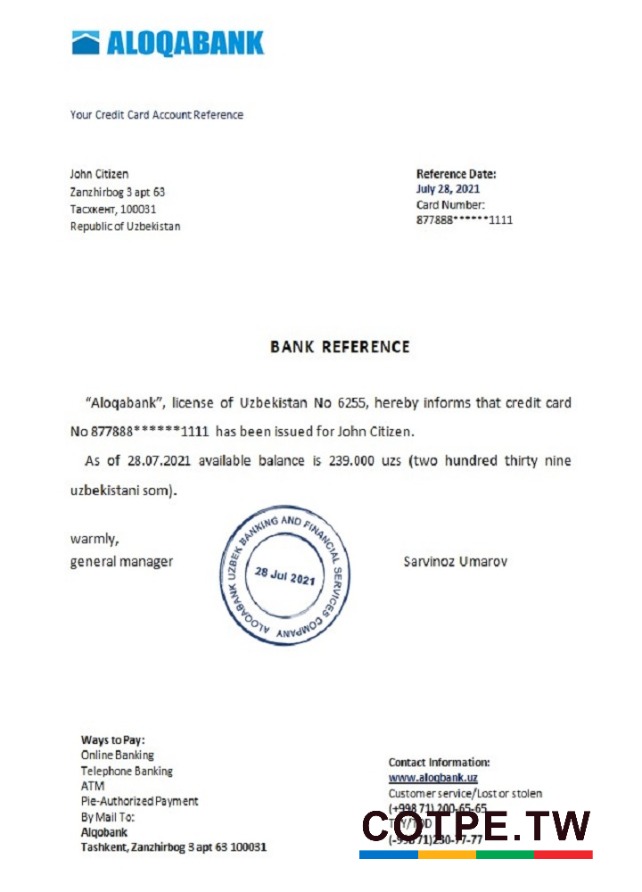 ALOQABANK
Your Credit Card Account Reference
John Citizen
Zanzhirbog 3 apt 63
Тасхкент, 100031
Republic of Uzbekistan
Reference Date:
July 28, 2021
Card Number:
877888******1111
BANK REFERENCE
“Aloqabank”, license of Uzbekistan No 6255, hereby informs that credit card
No 877888******1111 has been issued for John Citizen.
As of 28.07.2021 available balance is 239.000 uzs (two hundred thirty nine
uzbekistani som).
warmly,
general manager
ALOQABANK UZBEK BANKING AND FINANCIAL SERVICES COMPANY
28 Jul 2021
Sarvinoz Umarov
Ways to Pay:
Online Banking
Telephone Banking
ATM
Pie-Authorized Payment
By Mail To:
Alqobank
Tashkent, Zanzhirbog 3 apt 63 100031
Contact Information:
www.aloqbank.uz
Customer service/Lost or stolen
(+998 71) 200-65-65
(-998 71)230-77-77
COTPE.TW